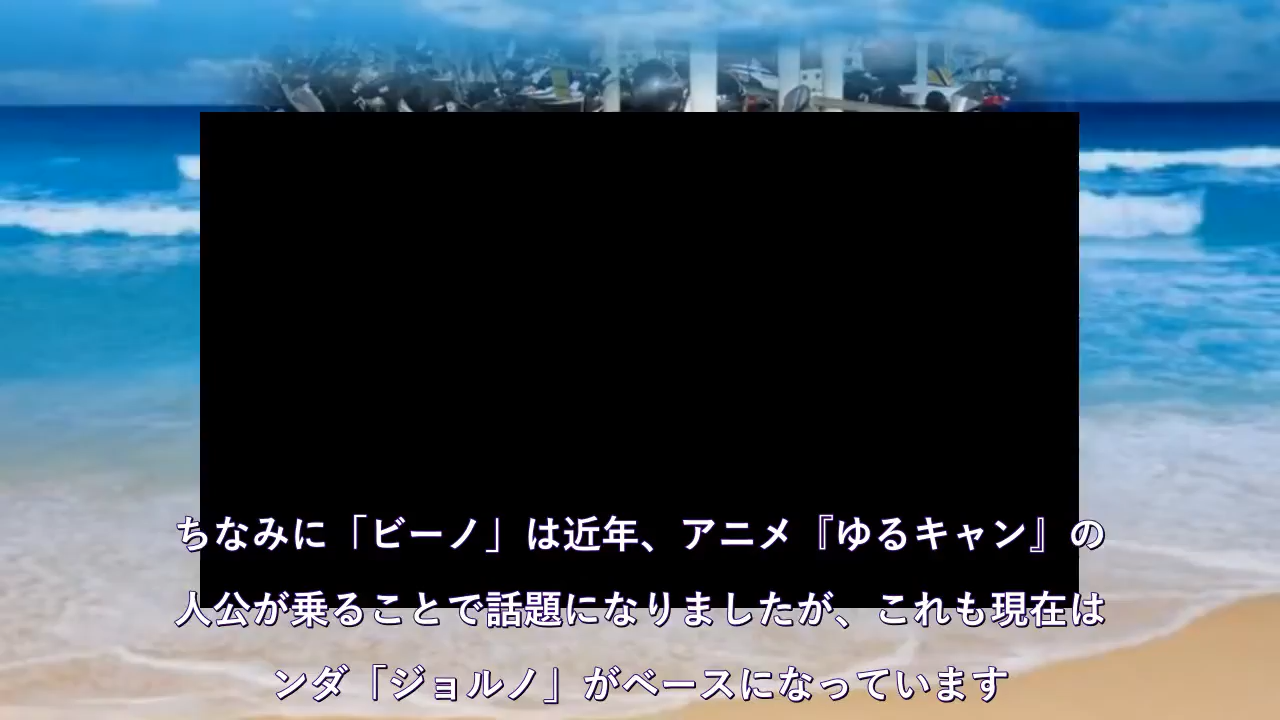 ちなみに「ビーノ」は近年、アニメ『ゆるキャン』の
人公が乗ることで話題になりましたが、これも現在は
ンダ「ジョルノ」がベースになっています